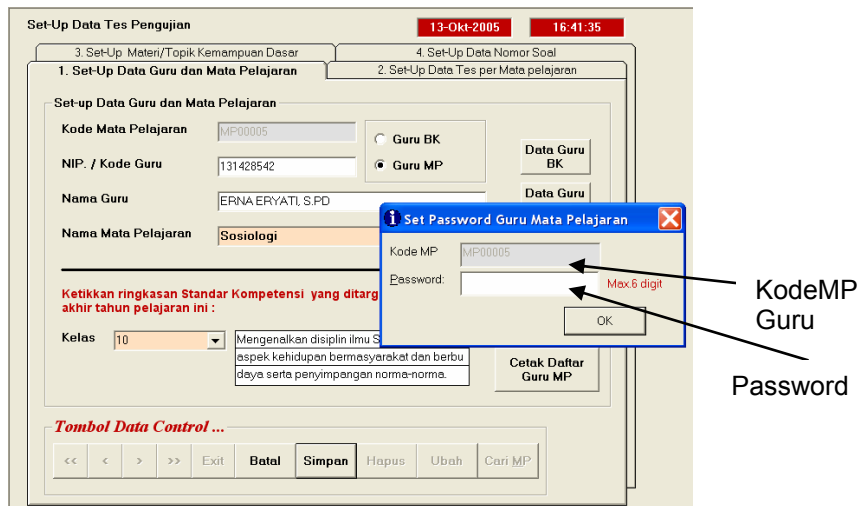 Set-Up Data Tes Pengujian
13-Okt-2005
16:41:35
3. Set-Up Materi/Topik Kemampuan Dasar
4. Set-Up Data Nomor Soal
1. Set-Up Data Guru dan Mata Pelajaran
2. Set-Up Data Tes per Mata pelajaran
Set-up Data Guru dan Mata Pelajaran
Kode Mata Pelajaran
MP00005
Guru BK
Guru MP
Data Guru
BK
NIP. / Kode Guru
131428542
Nama Guru
ERNA ERYATI, S.PD
Data Guru
Nama Mata Pelajaran
Sosiologi
Set Password Guru Mata Pelajaran
Kode MP
MP00005
Password:
Max.6 digit
OK
KodeMP
Guru
Password
Ketikkan ringkasan Standar Kompetensi yang ditarg
akhir tahun pelajaran ini :
Kelas
10
Mengenalkan disiplin ilmu S
aspek kehidupan bermasyarakat dan berbu
daya serta penyimpangan norma-norma.
Cetak Daftar
Guru MP
Tombol Data Control ...
<<
<
>
>>
Exit
Batal
Simpan
Hapus
Ubah
Cari MP